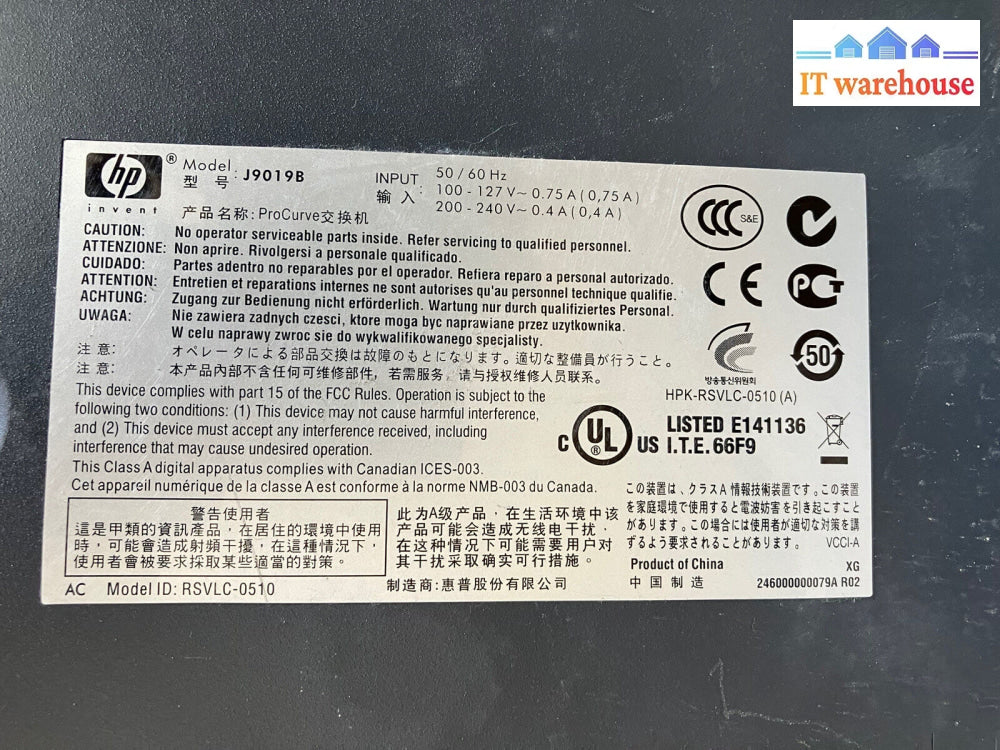 IT warehouse
hp ®
invent
Model
型 号 : J9019B
INPUT 50 / 60 Hz
输 入 : 100 - 127 V~ 0.75 A ( 0,75 A )
200 - 240 V~ 0.4 A ( 0,4 A )
产品名称: ProCurve交换机
CCC S&E
CAUTION: No operator serviceable parts inside. Refer servicing to qualified personnel.
ATTENZIONE: Non aprire. Rivolgersi a personale qualificado.
CUIDADO: Partes adentro no reparables por el operador. Refiera reparo a personal autorizado.
ATTENTION: Entretien et reparations internes ne sont autorises qu'au personnel technique qualifie.
ACHTUNG: Zugang zur Bedienung nicht erförderlich. Wartung nur durch qualifiziertes Personal.
UWAGA: Nie zawiera zadnych czesci, ktore moga byc naprawiane przez uzytkownika.
W celu naprawy zwroc sie do wykwalifikowanego specjalisty.
注 意: オペレータによる部品交換は故障のもとになります。適切な整備員が行うこと。
注 意: 本产品内部不含任何可维修部件，若需服务，请与授权维修人员联系。
CE
PCT
50
방송통신위원회
HPK-RSVLC-0510 (A)
This device complies with part 15 of the FCC Rules. Operation is subject to the
following two conditions: (1) This device may not cause harmful interference,
and (2) This device must accept any interference received, including
interference that may cause undesired operation.
This Class A digital apparatus complies with Canadian ICES-003.
Cet appareil numérique de la classe A est conforme à la norme NMB-003 du Canada.
C UL ® US
LISTED E141136
I.T.E. 66F9
警告使用者
這是甲類的資訊產品，在居住的環境中使用
時，可能會造成射頻干擾，在這種情況下，
使用者會被要求採取某些適當的對策。
此为A级产品，在生活环境中该
产品可能会造成无线电干扰，
在这种情况下可能需要用户对
其干扰采取确实可行措施。
この装置は、クラスA 情報技術装置です。この装置
を家庭環境で使用すると電波妨害を引き起こすこと
があります。この場合には使用者が適切な対策を講
ずるよう要求されることがあります。 VCCI-A
Product of China XG
中 国 制 造 246000000079A R02
AC Model ID: RSVLC-0510
制造商: 惠普股份有限公司